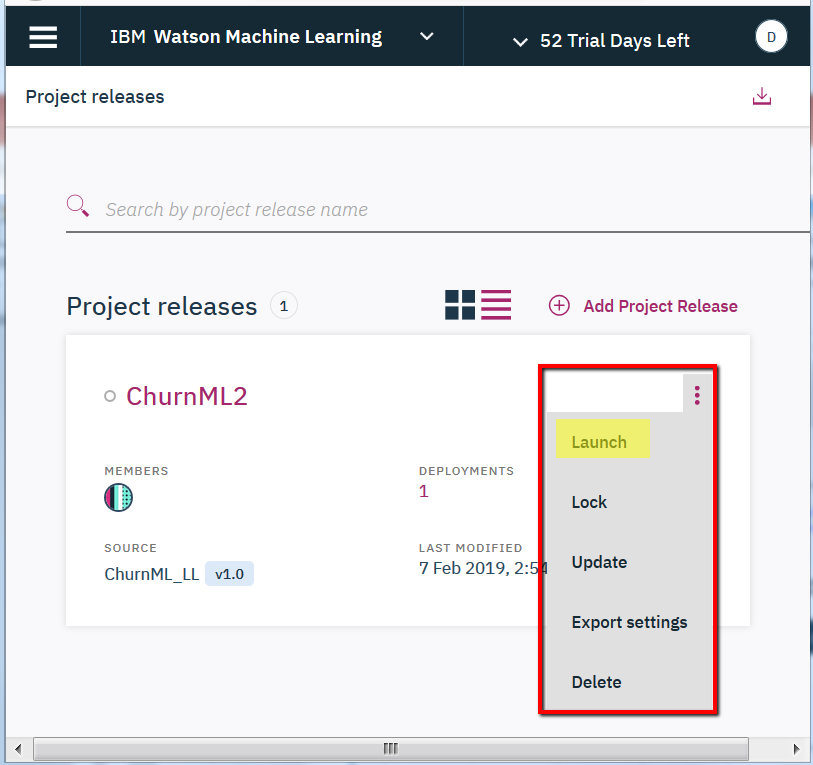 IBM Watson Machine Learning
52 Trial Days Left
D
Project releases
Search by project release name
Project releases 1
Add Project Release
ChurnML2
Launch
MEMBERS
DEPLOYMENTS
1
Lock
SOURCE
LAST MODIFIED
ChurnML_LL v1.0
7 Feb 2019, 2:54
Update
Export settings
Delete